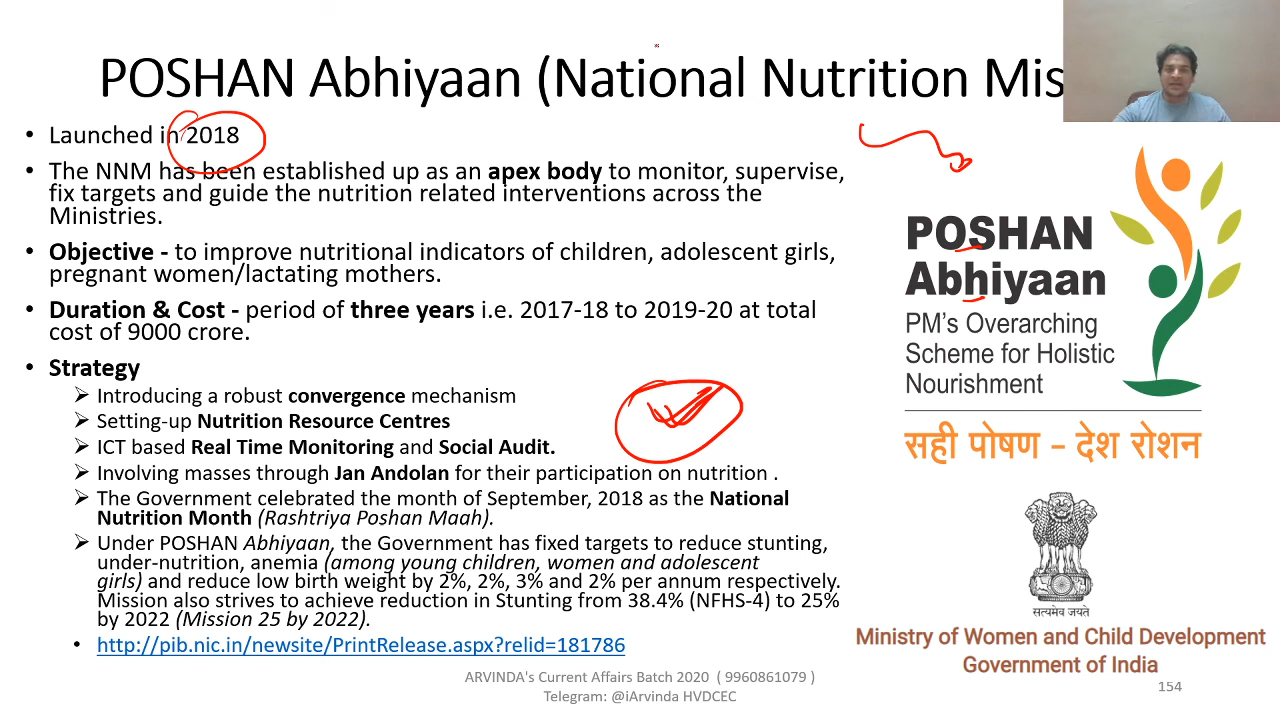 POSHAN Abhiyaan (National Nutrition Mis
• Launched in 2018
• The NNM has been established up as an apex body to monitor, supervise,
fix targets and guide the nutrition related interventions across the
Ministries.
• Objective - to improve nutritional indicators of children, adolescent girls,
pregnant women/lactating mothers.
• Duration & Cost - period of three years i.e. 2017-18 to 2019-20 at total
cost of 9000 crore.
• Strategy
➢ Introducing a robust convergence mechanism
➢ Setting-up Nutrition Resource Centres
➢ ICT based Real Time Monitoring and Social Audit.
➢ Involving masses through Jan Andolan for their participation on nutrition .
➢ The Government celebrated the month of September, 2018 as the National
Nutrition Month (Rashtriya Poshan Maah).
➢ Under POSHAN Abhiyaan, the Government has fixed targets to reduce stunting,
under-nutrition, anemia (among young children, women and adolescent
girls) and reduce low birth weight by 2%, 2%, 3% and 2% per annum respectively.
Mission also strives to achieve reduction in Stunting from 38.4% (NFHS-4) to 25%
by 2022 (Mission 25 by 2022).
• http://pib.nic.in/newsite/PrintRelease.aspx?relid=181786
POSHAN
Abhiyaan
PM's Overarching
Scheme for Holistic
Nourishment
सही पोषण - देश रोशन
सत्यमेव जयते
Ministry of Women and Child Development
Government of India
ARVINDA's Current Affairs Batch 2020 ( 9960861079 )
Telegram: @iArvinda HVDCEC
154